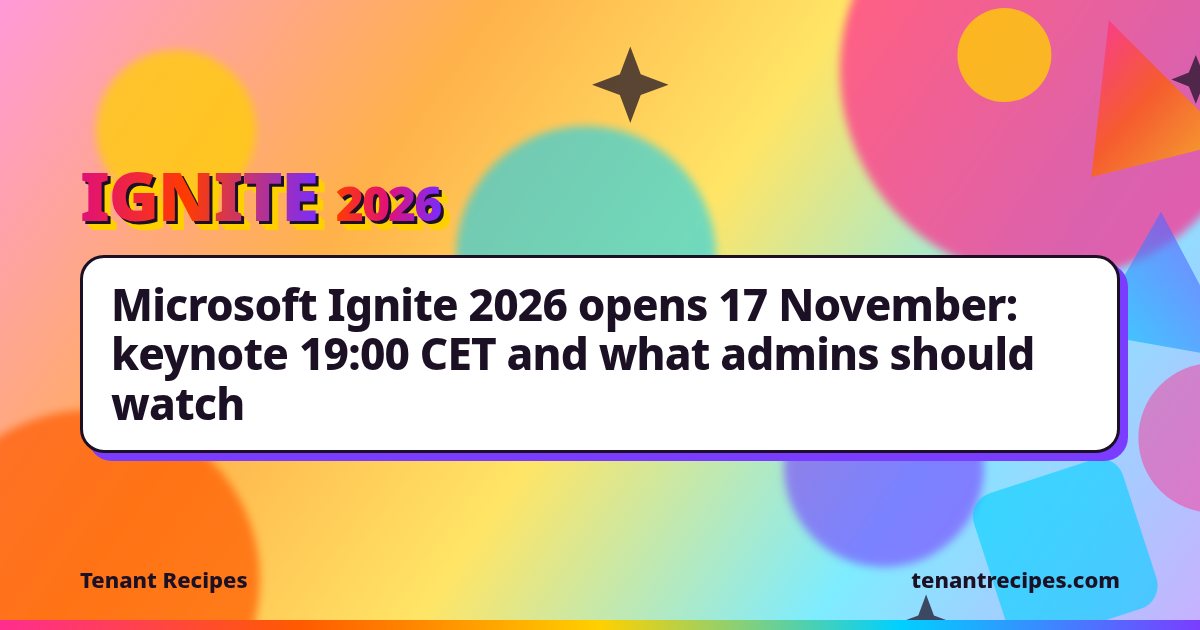 IGNITE 2026
Microsoft Ignite 2026 opens 17 November:
keynote 19:00 CET and what admins should
watch
Tenant Recipes
tenantrecipes.com